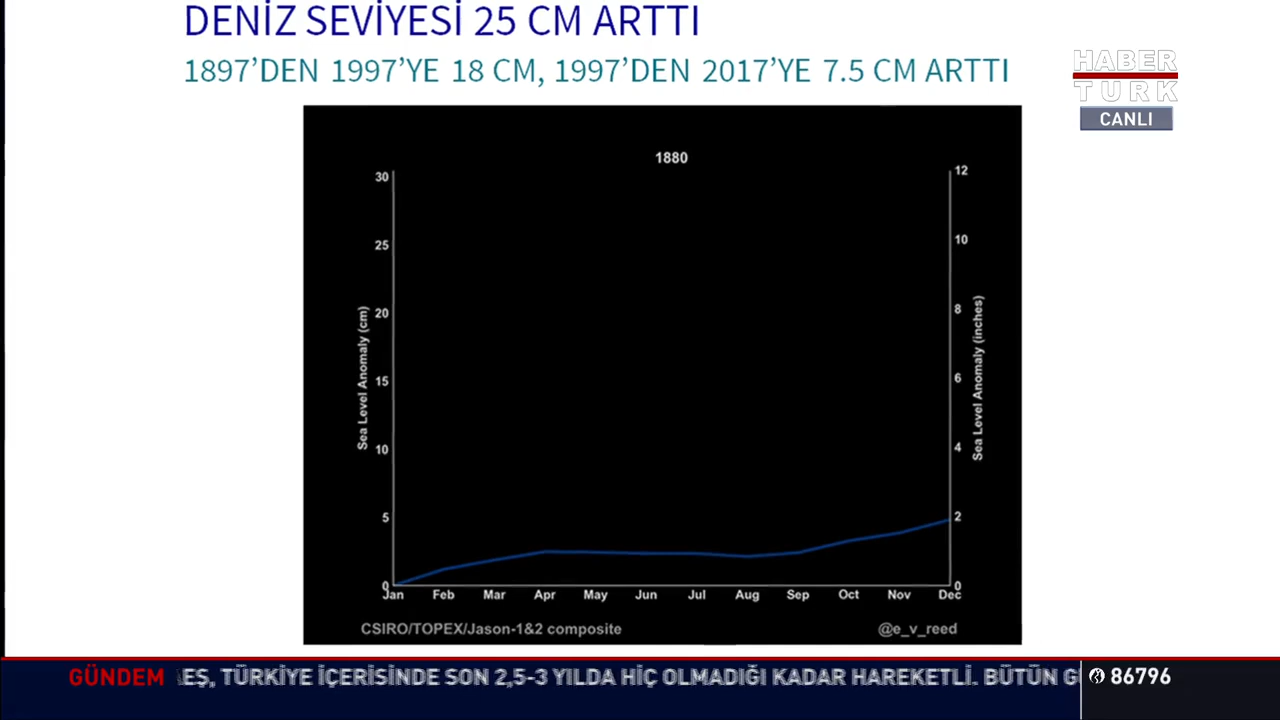 DENİZ SEVİYESİ 25 CM ARTTI
1897’DEN 1997’YE 18 CM, 1997’DEN 2017’YE 7.5 CM ARTTI
HABER
TURK
CANLI
1880
30
25
20
15
10
5
0
Sea Level Anomaly (cm)
12
10
8
6
4
2
0
Sea Level Anomaly (inches)
Jan Feb Mar Apr May Jun Jul Aug Sep Oct Nov Dec
CSIRO/TOPEX/Jason-1&2 composite
@e_v_reed
GÜNDEM
EŞ, TÜRKİYE İÇERİSİNDE SON 2,5-3 YILDA HİÇ OLMADIĞI KADAR HAREKETLİ. BÜTÜN
86796